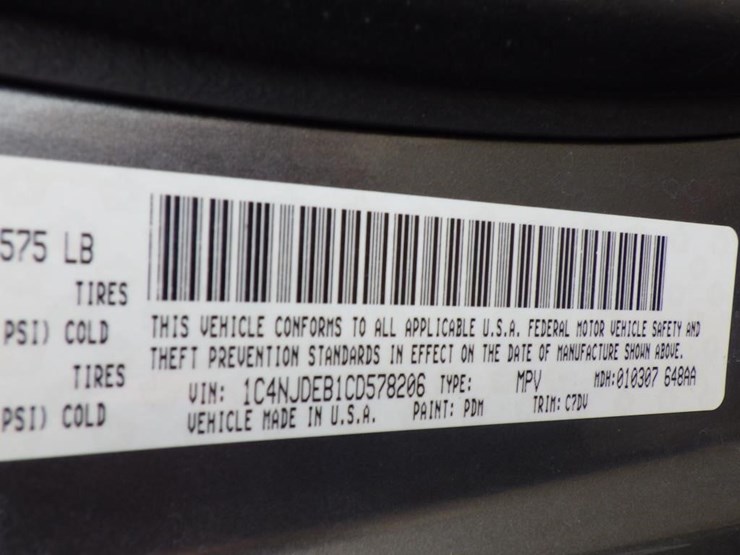 575 LB
TIRES
PSI) COLD
TIRES
PSI) COLD
THIS VEHICLE CONFORMS TO ALL APPLICABLE U.S.A. FEDERAL MOTOR VEHICLE SAFETY AND
THEFT PREVENTION STANDARDS IN EFFECT ON THE DATE OF MANUFACTURE SHOWN ABOVE.
VIN: 1C4NJDEB1CD578206 TYPE: MPV MDH:010307 648AA
VEHICLE MADE IN U.S.A. PAINT: PDM TRIM: C7DV